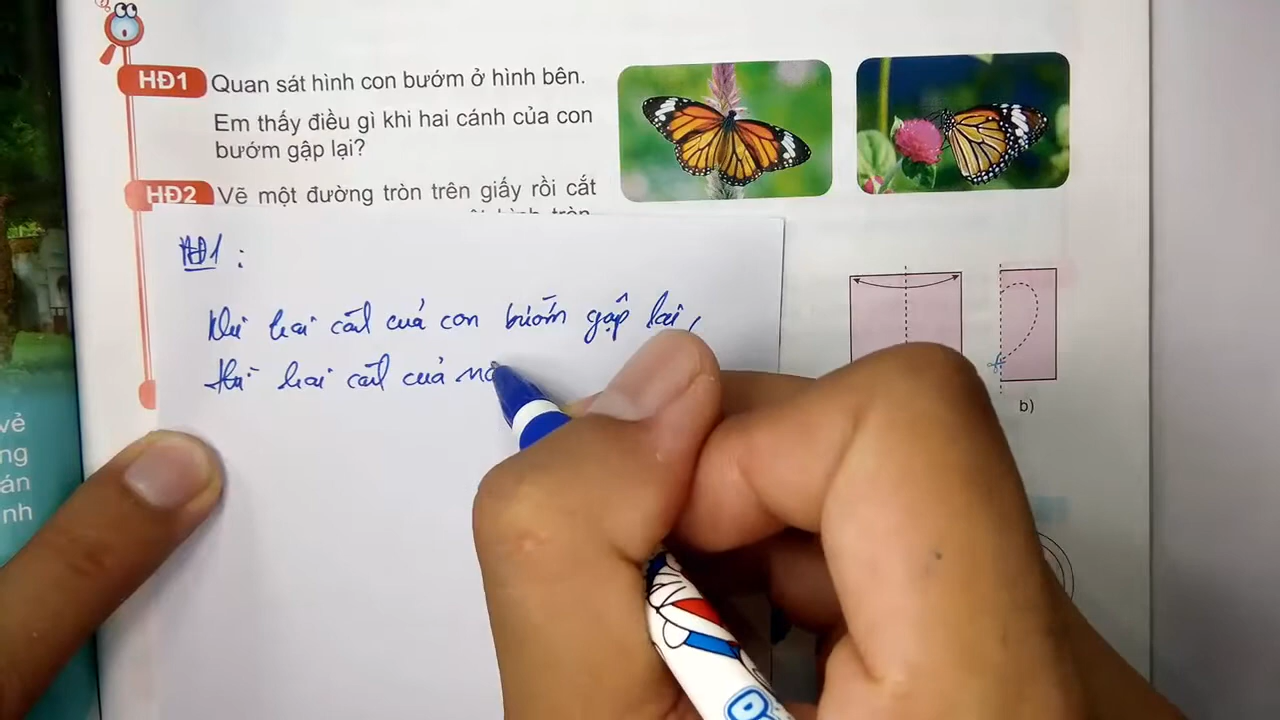 HĐ1 Quan sát hình con bướm ở hình bên.
Em thấy điều gì khi hai cánh của con
bướm gập lại?
HĐ2 Vẽ một đường tròn trên giấy rồi cắt
HĐ1 :
Khi hai cánh của con bướm gập lại,
thì hai cánh của nó
b)
vẻ
ng
án
nh